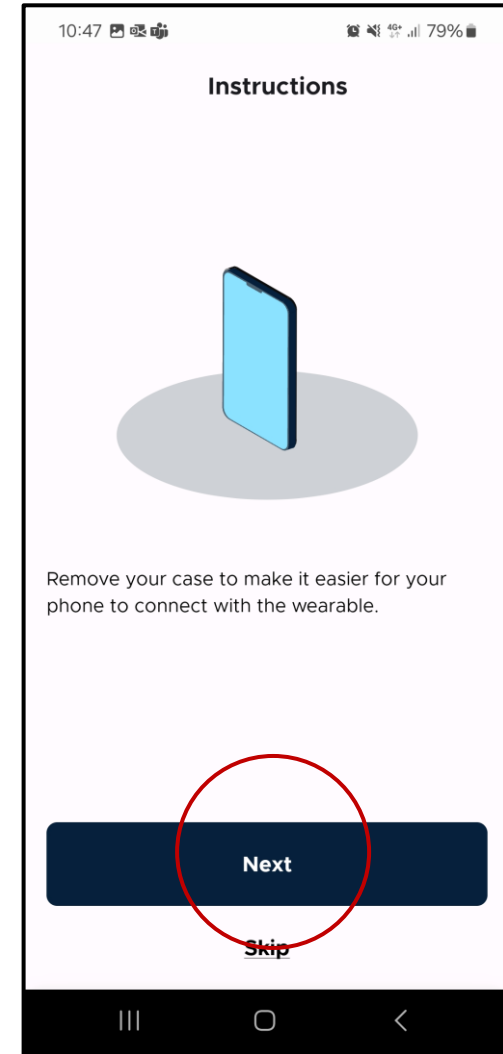 10:47 79%
Instructions
Remove your case to make it easier for your
phone to connect with the wearable.
Next
Skip